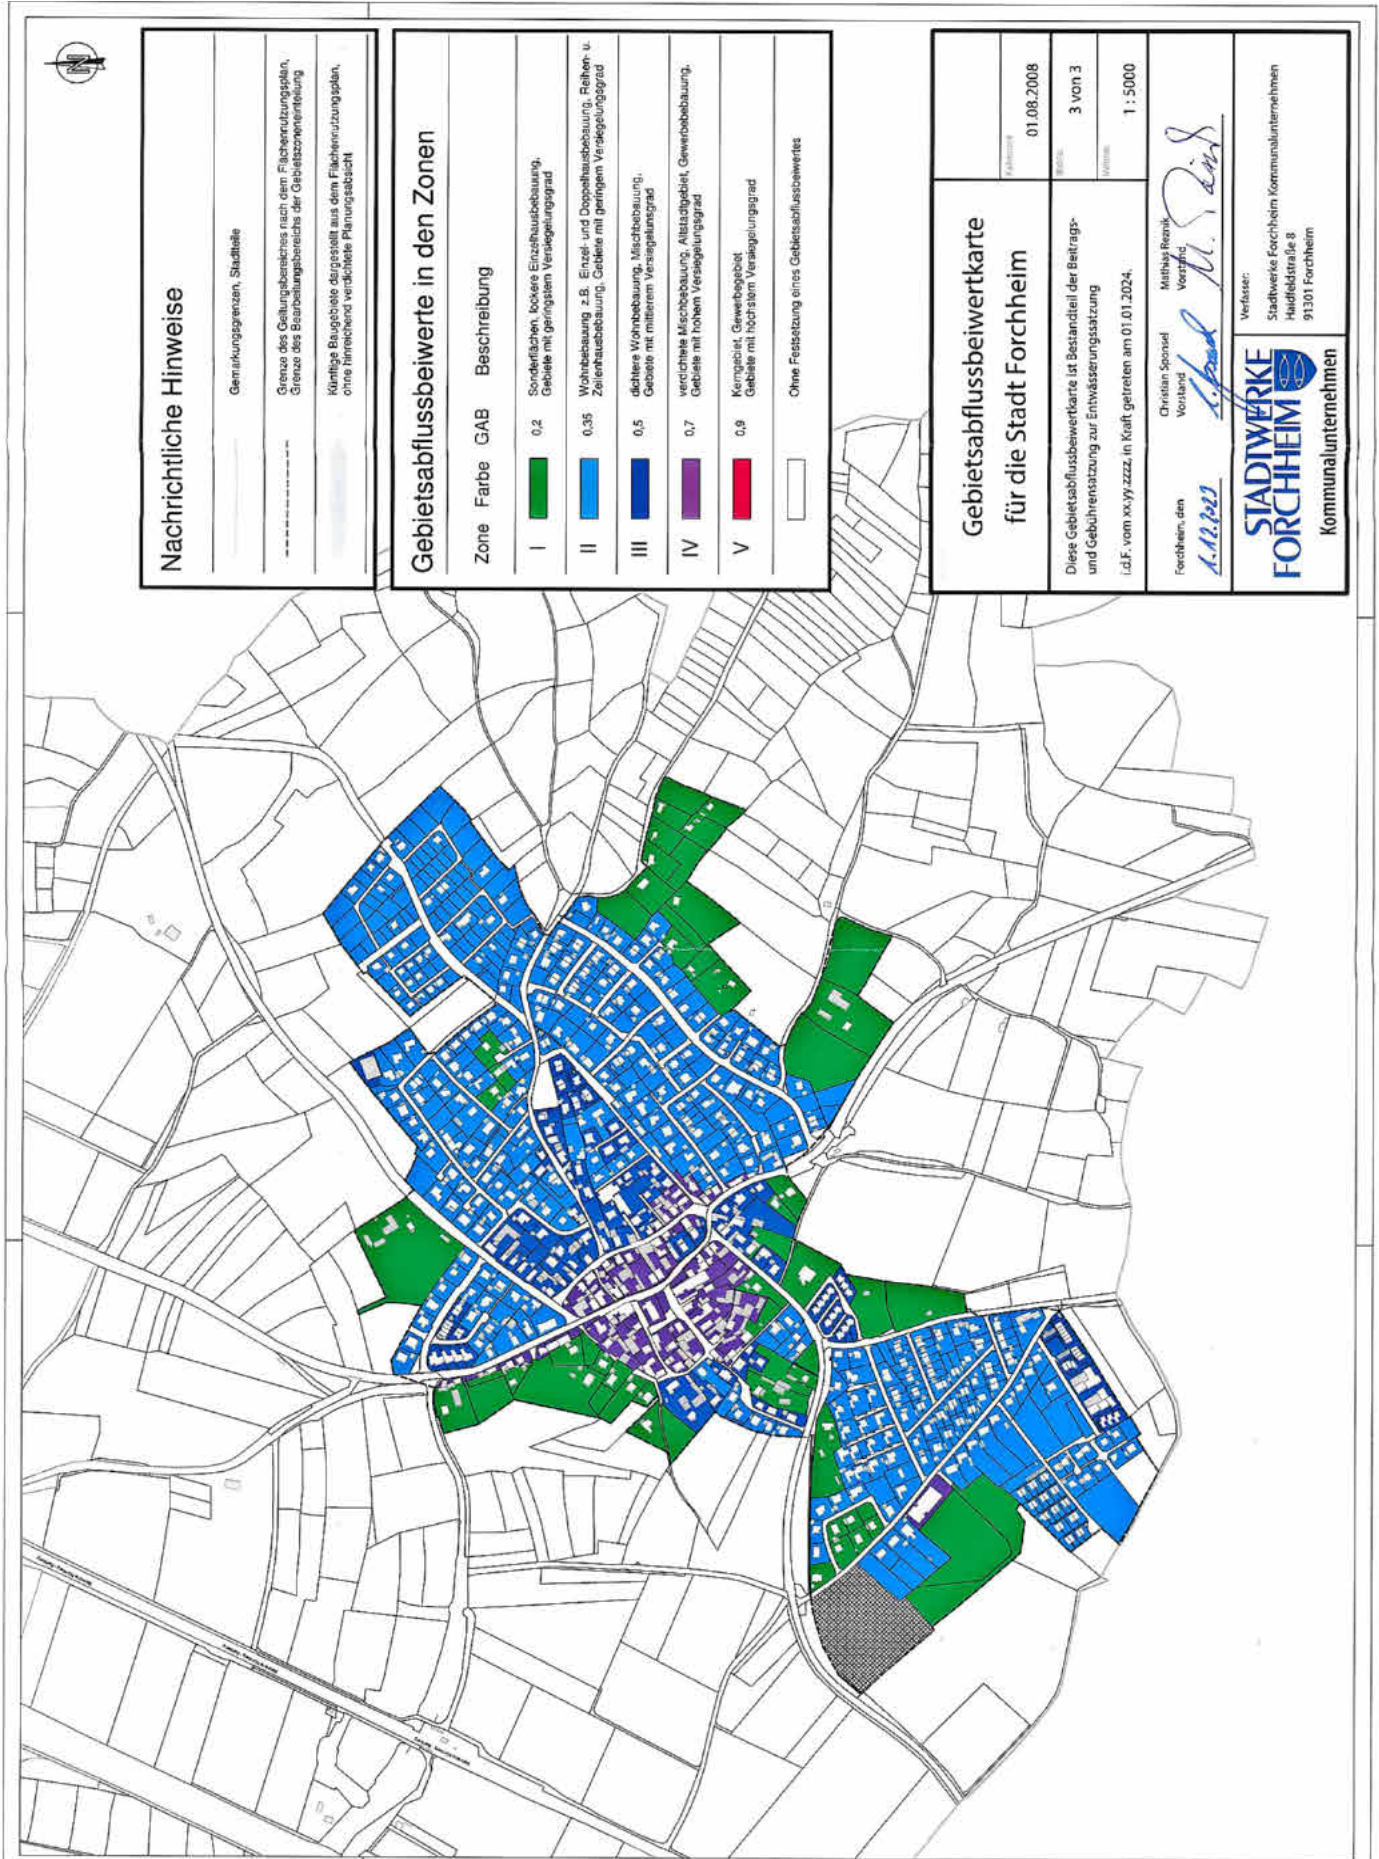 N
Nachrichtliche Hinweise
Gemarkungsgrenzen, Stadtteile
Grenze des Geltungsbereiches nach dem Flächennutzungsplan,
Grenze des Bearbeitungsbereichs der Gebietszoneneinteilung
Künftige Baugebiete dargestellt aus dem Flächennutzungsplan,
ohne hinreichend verdichtete Planungsabsicht
Gebietsabflussbeiwerte in den Zonen
Zone Farbe GAB Beschreibung
I 0,2 Sonderflächen, lockere Einzelhausbebauung,
Gebiete mit geringstem Versiegelungsgrad
II 0,35 Wohnbebauung z.B. Einzel- und Doppelhausbebauung, Reihen- u.
Zeilenhausbebauung, Gebiete mit geringem Versiegelungsgrad
III 0,5 dichtere Wohnbebauung, Mischbebauung,
Gebiete mit mittlerem Versiegelungsgrad
IV 0,7 verdichtete Mischbebauung, Altstadtgebiet, Gewerbebebauung,
Gebiete mit hohem Versiegelungsgrad
V 0,9 Kerngebiet, Gewerbegebiet
Gebiete mit höchstem Versiegelungsgrad
Ohne Festsetzung eines Gebietsabflussbeiwertes
Gebietsabflussbeiwertkarte
für die Stadt Forchheim
01.08.2008
Diese Gebietsabflussbeiwertkarte ist Bestandteil der Beitrags-
und Gebührensatzung zur Entwässerungssatzung
i.d.F. vom xx.yy.zzzz, in Kraft getreten am 01.01.2024.
3 von 3
1 : 5000
Forchheim, den
1.12.2023
Christian Sponsel
Vorstand
Mathias Reznik
Vorstand
STADTWERKE
FORCHHEIM
Kommunalunternehmen
Verfasser:
Stadtwerke Forchheim Kommunalunternehmen
Haidfeldstraße 8
91301 Forchheim